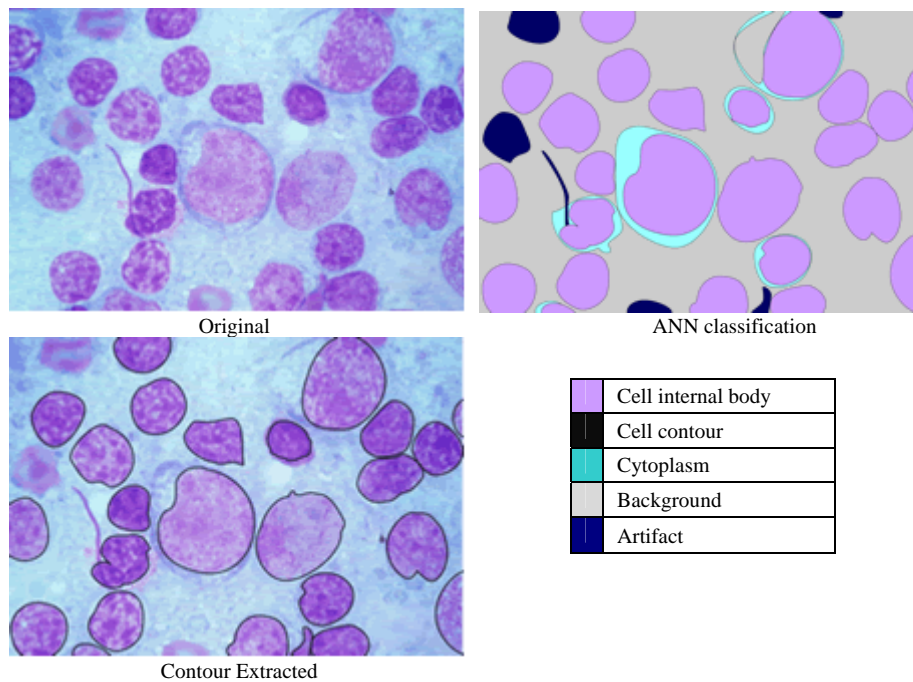 Original
ANN classification
Contour Extracted
Cell internal body
Cell contour
Cytoplasm
Background
Artifact